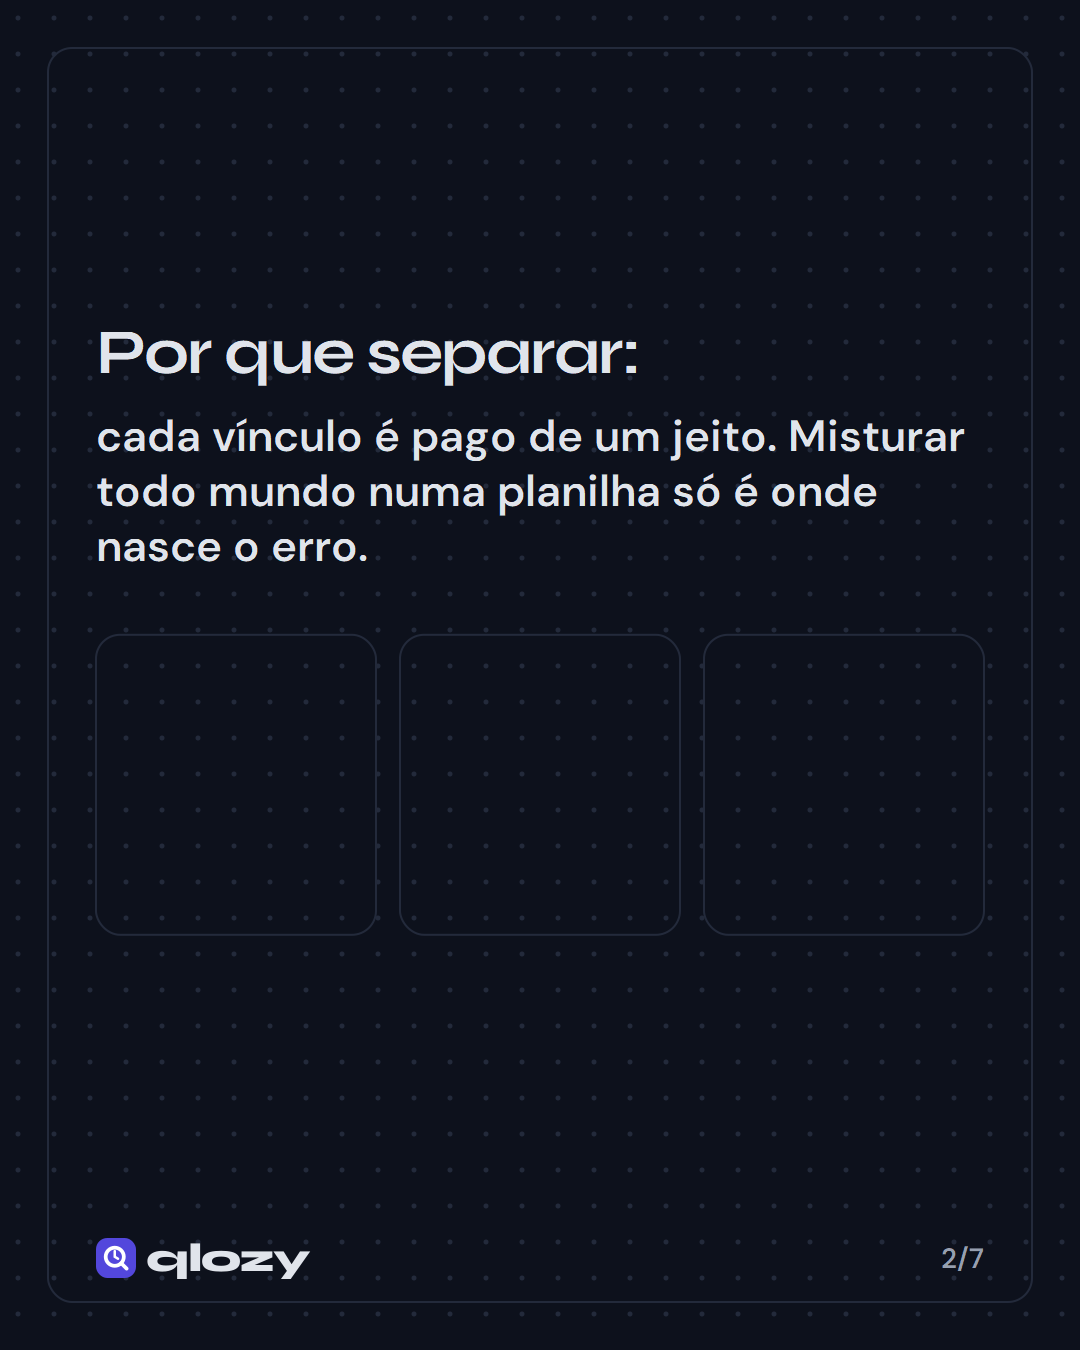 Por que separar:
cada vínculo é pago de um jeito. Misturar
todo mundo numa planilha só é onde
nasce o erro.
qlozy
2/7